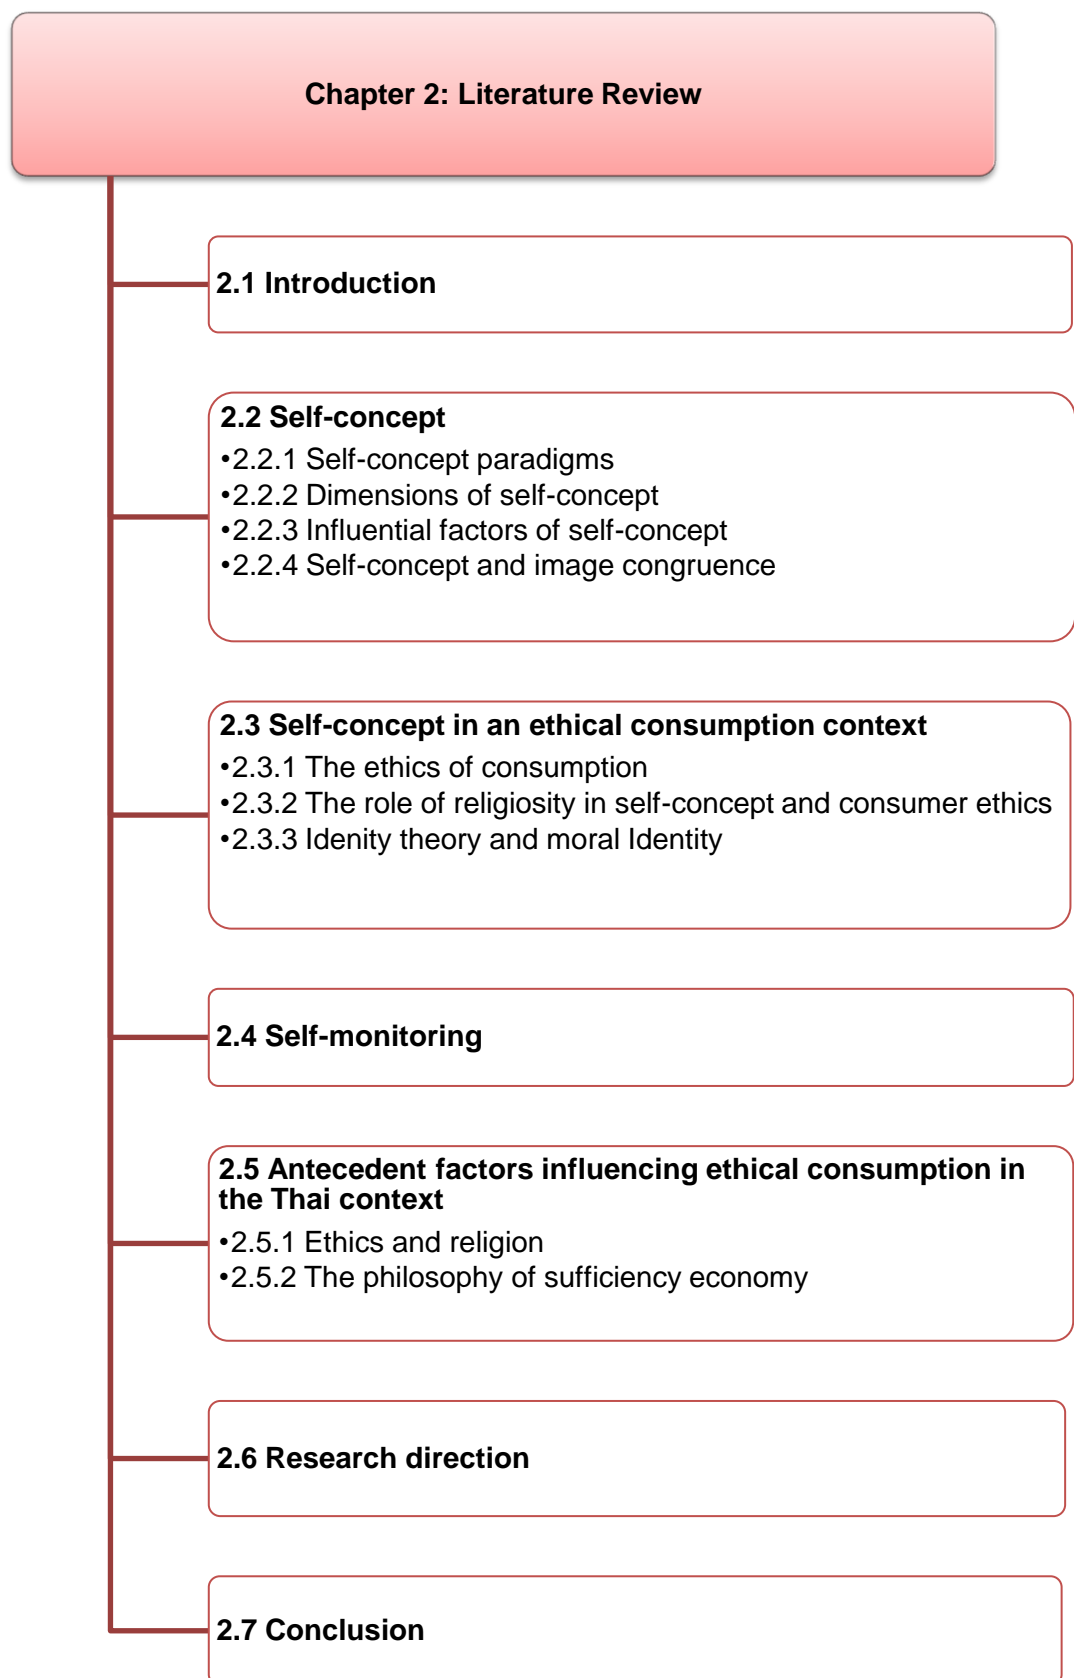 Chapter 2: Literature Review
2.1 Introduction
2.2 Self-concept
•2.2.1 Self-concept paradigms
•2.2.2 Dimensions of self-concept
•2.2.3 Influential factors of self-concept
•2.2.4 Self-concept and image congruence
2.3 Self-concept in an ethical consumption context
•2.3.1 The ethics of consumption
•2.3.2 The role of religiosity in self-concept and consumer ethics
•2.3.3 Idenity theory and moral Identity
2.4 Self-monitoring
2.5 Antecedent factors influencing ethical consumption in
the Thai context
•2.5.1 Ethics and religion
•2.5.2 The philosophy of sufficiency economy
2.6 Research direction
2.7 Conclusion